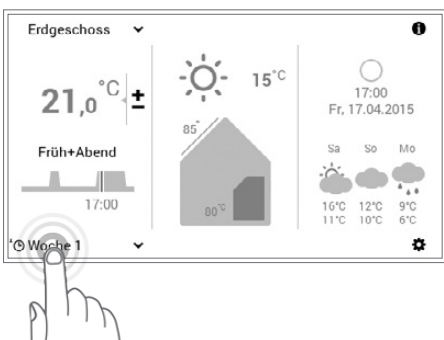 Erdgeschoss
21,0 °C ±
Früh+Abend
17:00
Woche 1
15°C
85°
80°C
17:00
Fr, 17.04.2015
Sa So Mo
16°C 12°C 9°C
11°C 10°C 6°C